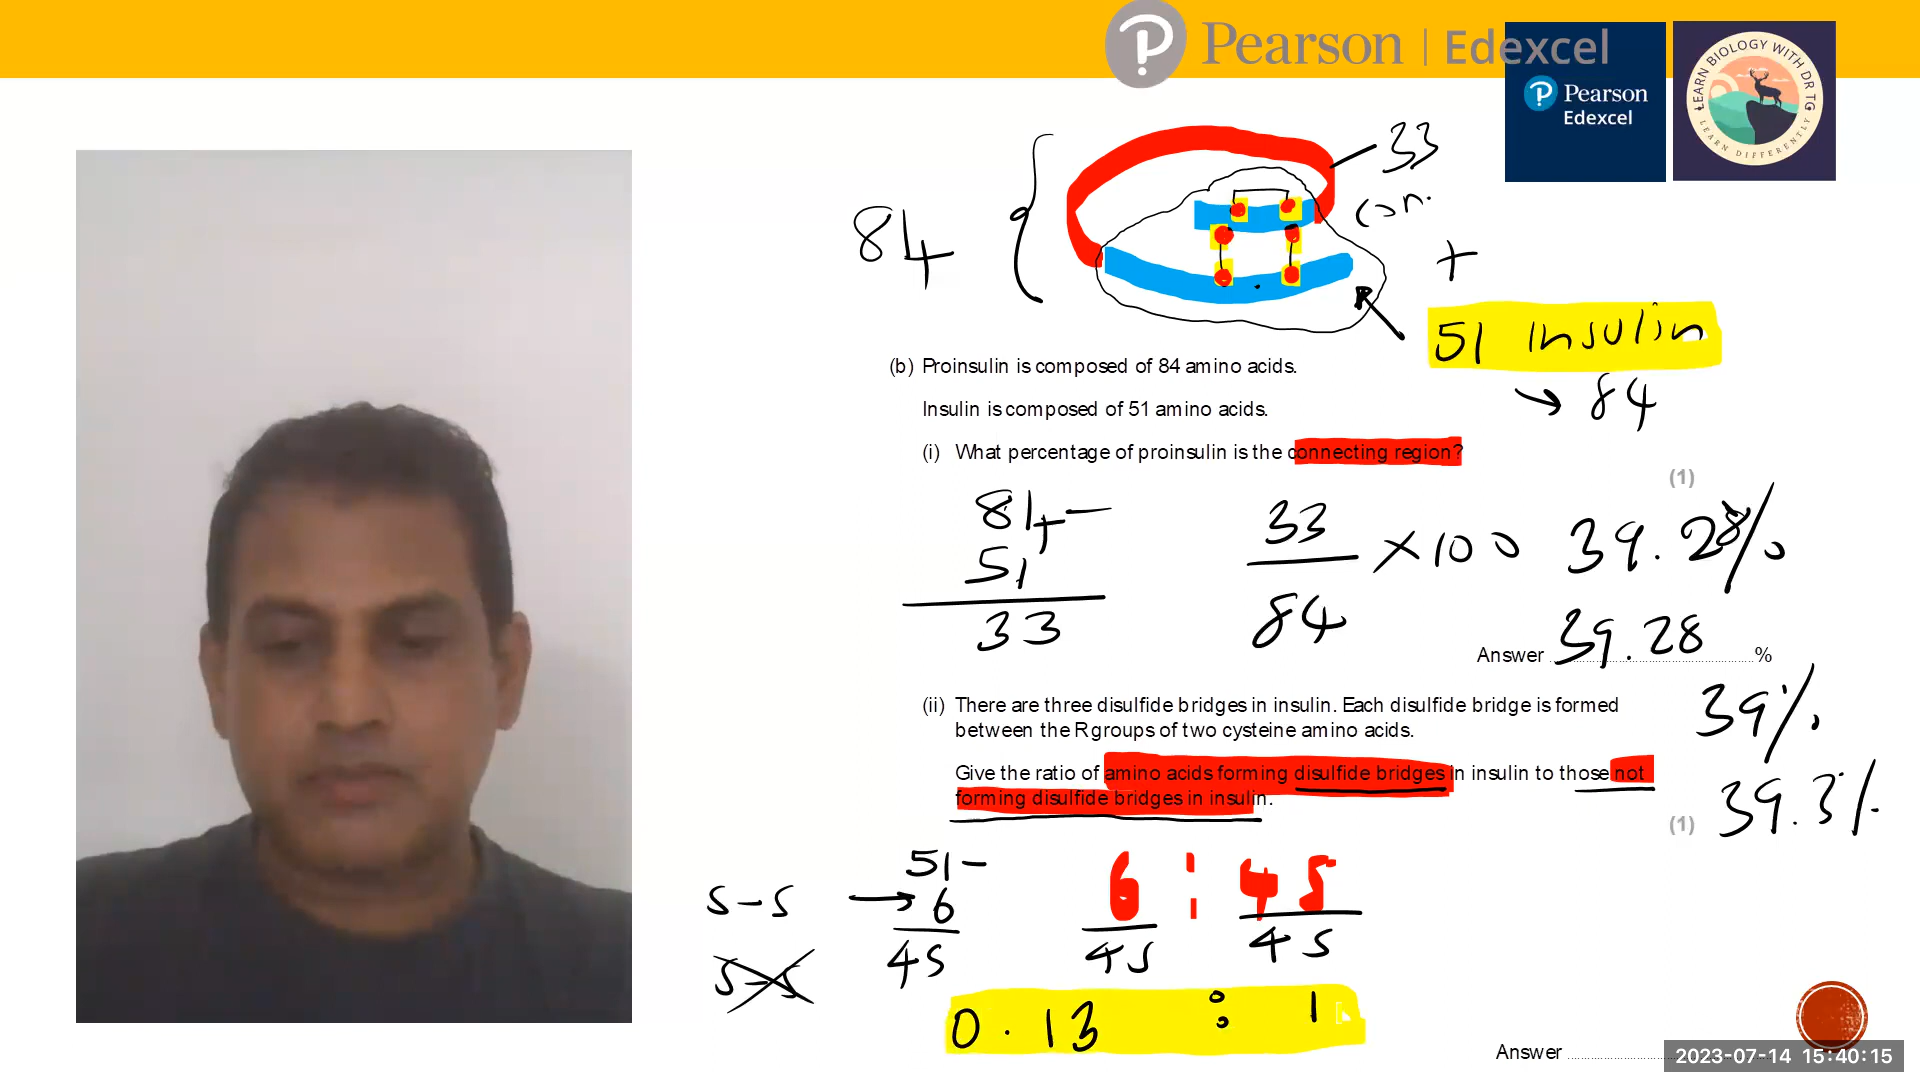 Pearson | Edexcel
Pearson
Edexcel
LEARN BIOLOGY WITH DR TG
LEARN DIFFERENTLY
33
con.
84
+
51 Insulin
→ 84
(b) Proinsulin is composed of 84 amino acids.
Insulin is composed of 51 amino acids.
(i) What percentage of proinsulin is the connecting region?
(1)
84 –
51
33
33
84
×100
39.28%
Answer 39.28 %
39%
39.3%
(ii) There are three disulfide bridges in insulin. Each disulfide bridge is formed
between the R groups of two cysteine amino acids.
Give the ratio of amino acids forming disulfide bridges in insulin to those not
forming disulfide bridges in insulin.
(1)
S–S → 6
51 –
45
S–S
6 : 45
45 45
0.13 : 1
Answer
2023-07-14 15:40:15